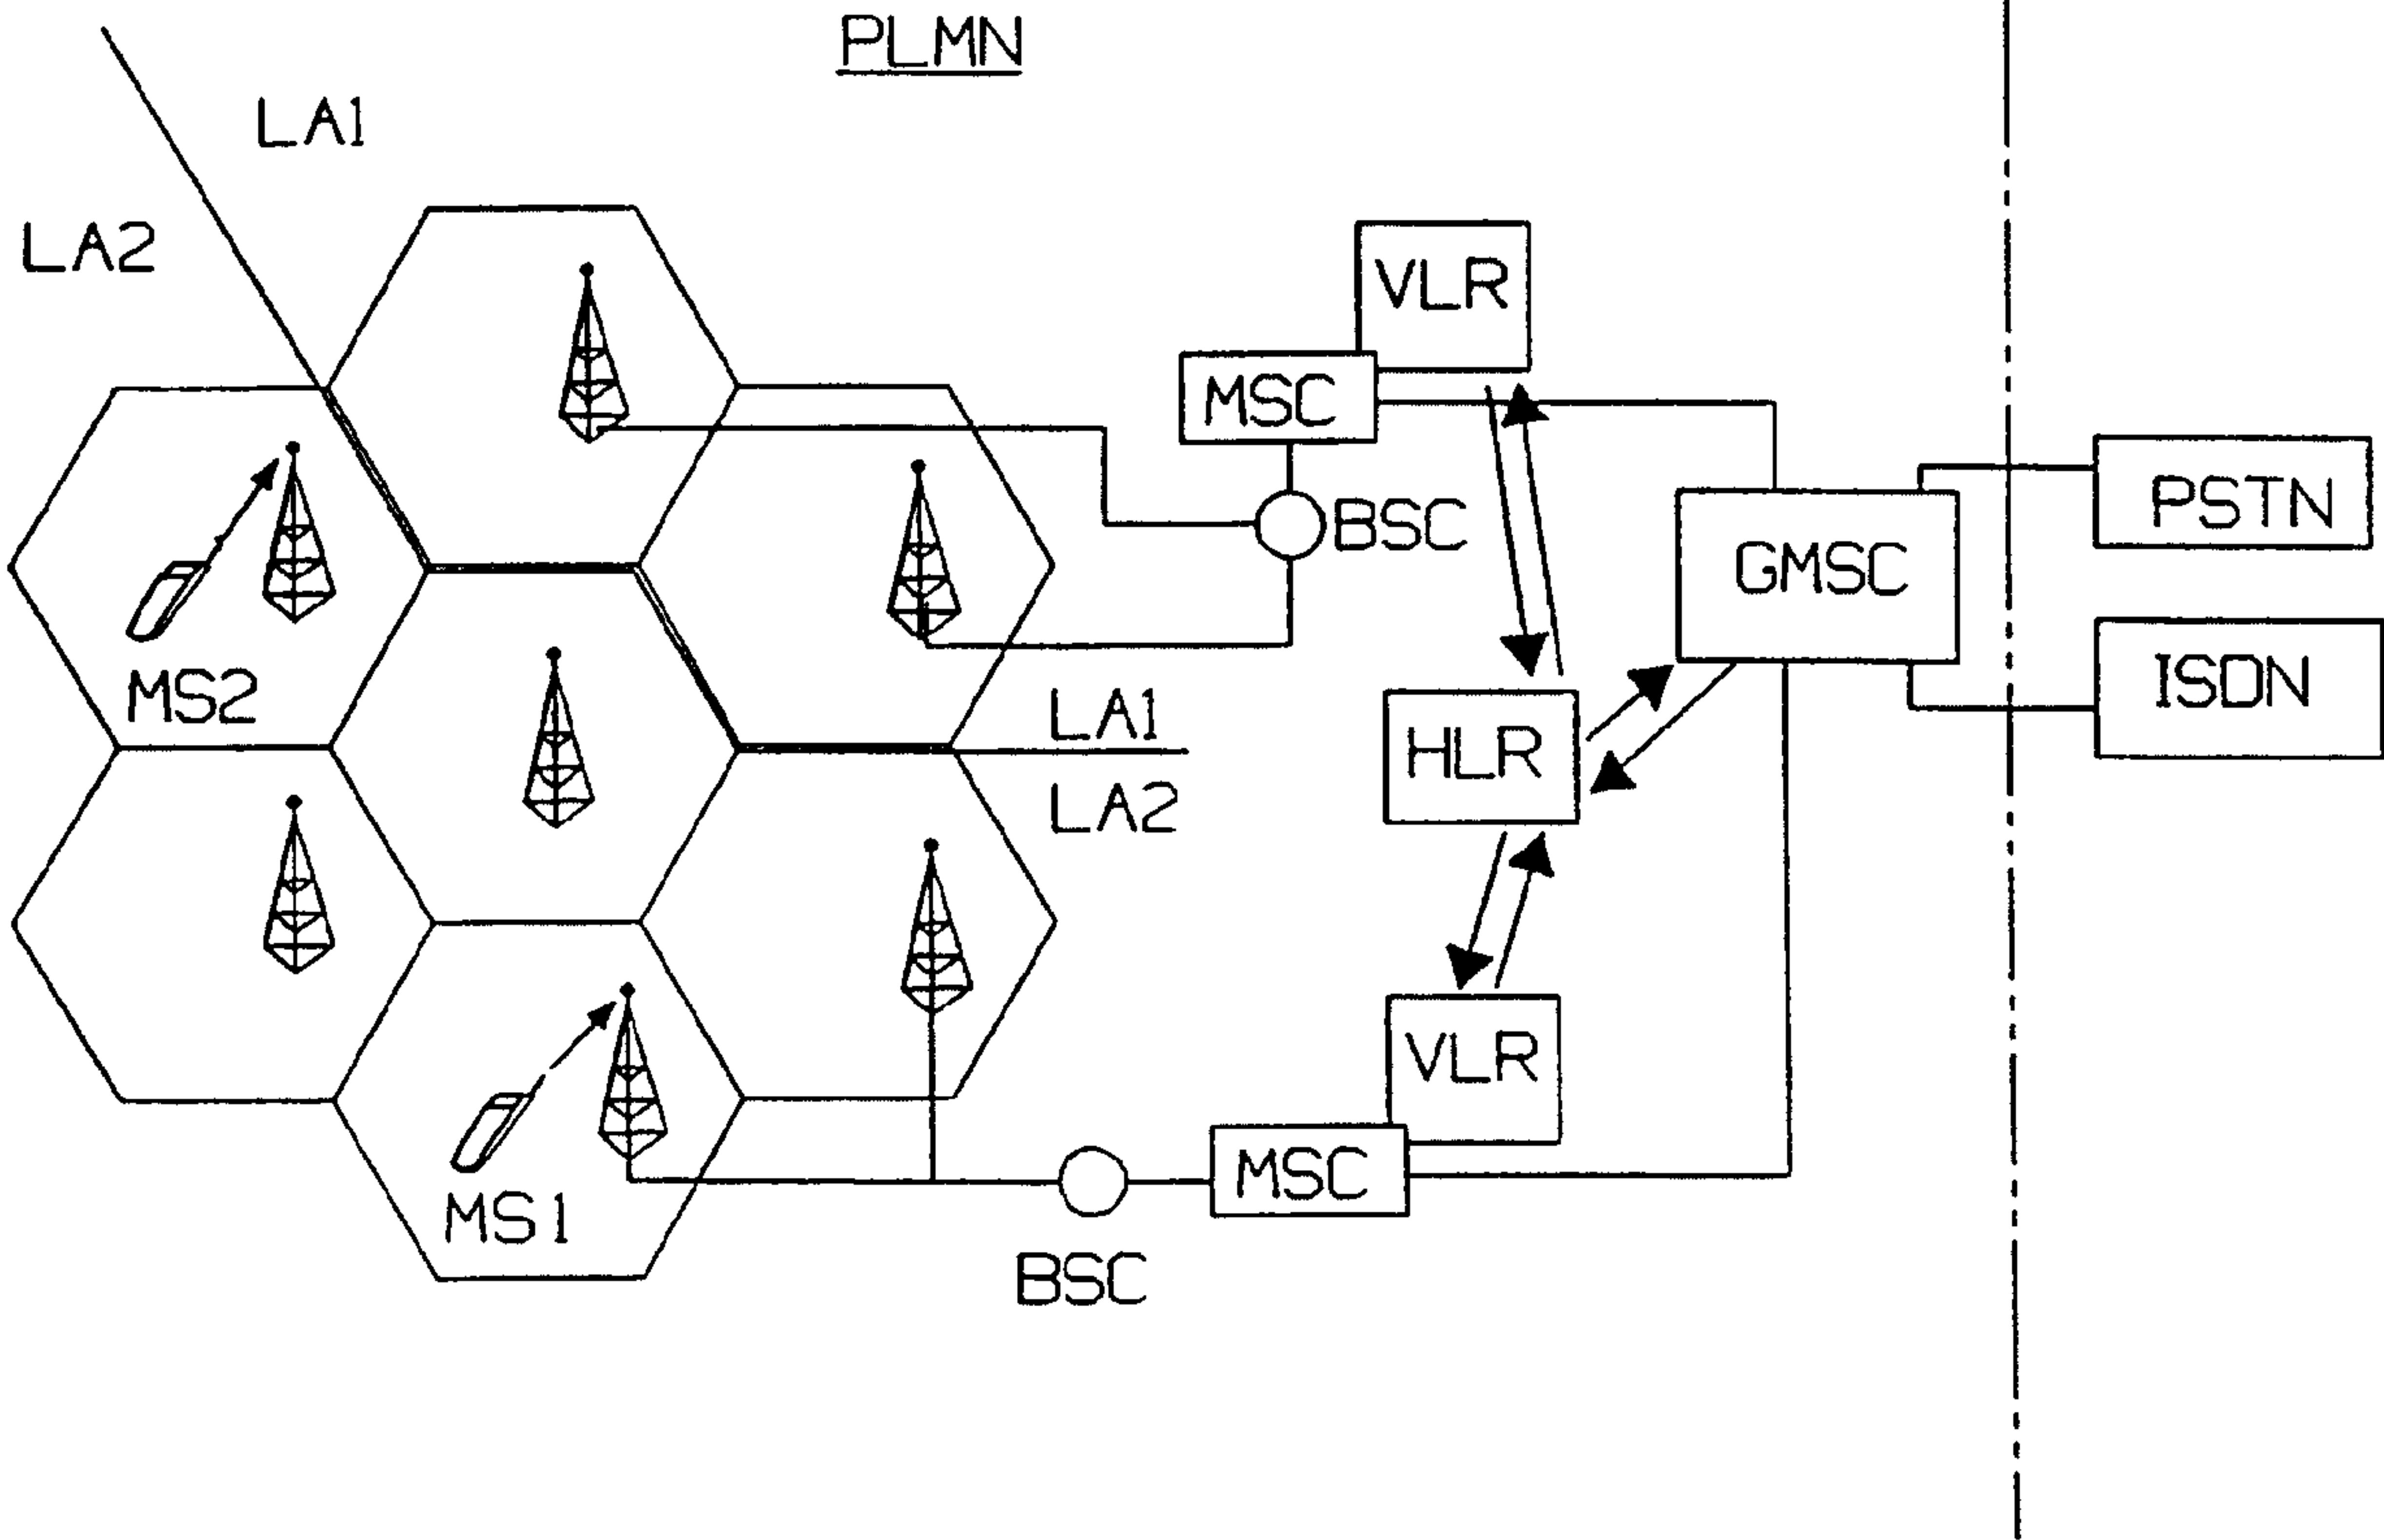 PLMN
LA1
LA2
VLR
MSC
BSC
PSTN
GMSC
ISDN
MS2
LA1
HLR
LA2
VLR
MSC
MS1
BSC